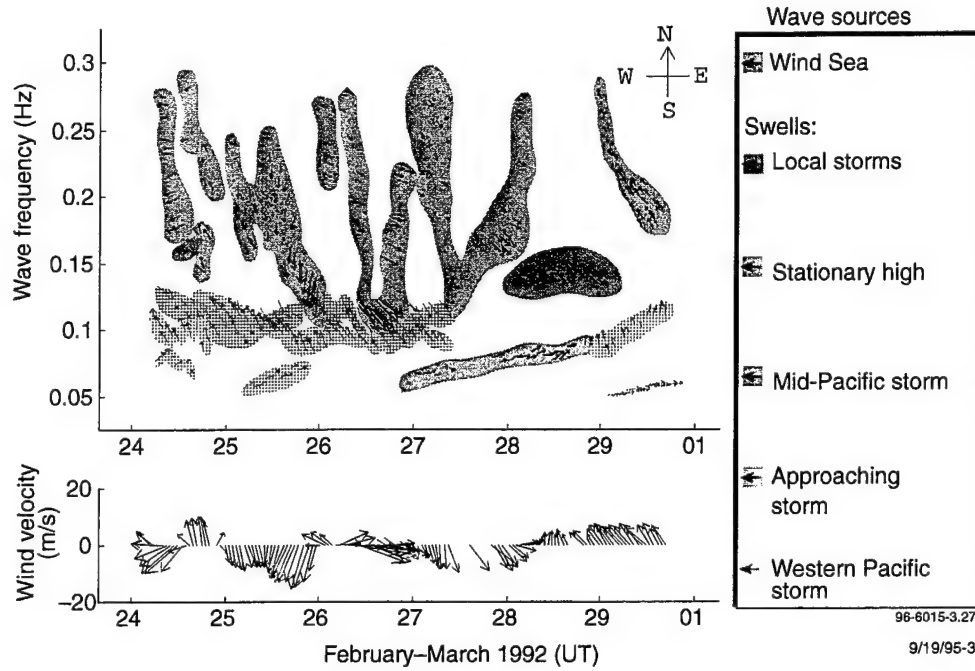 Wave sources
N
W E
S
Wave frequency (Hz)
0.3
0.25
0.2
0.15
0.1
0.05
24 25 26 27 28 29 01
Wind Sea
Swells:
Local storms
Stationary high
Mid-Pacific storm
Approaching
storm
Western Pacific
storm
Wind velocity
(m/s)
20
0
–20
24 25 26 27 28 29 01
February–March 1992 (UT)
96-6015-3.27
9/19/95-3